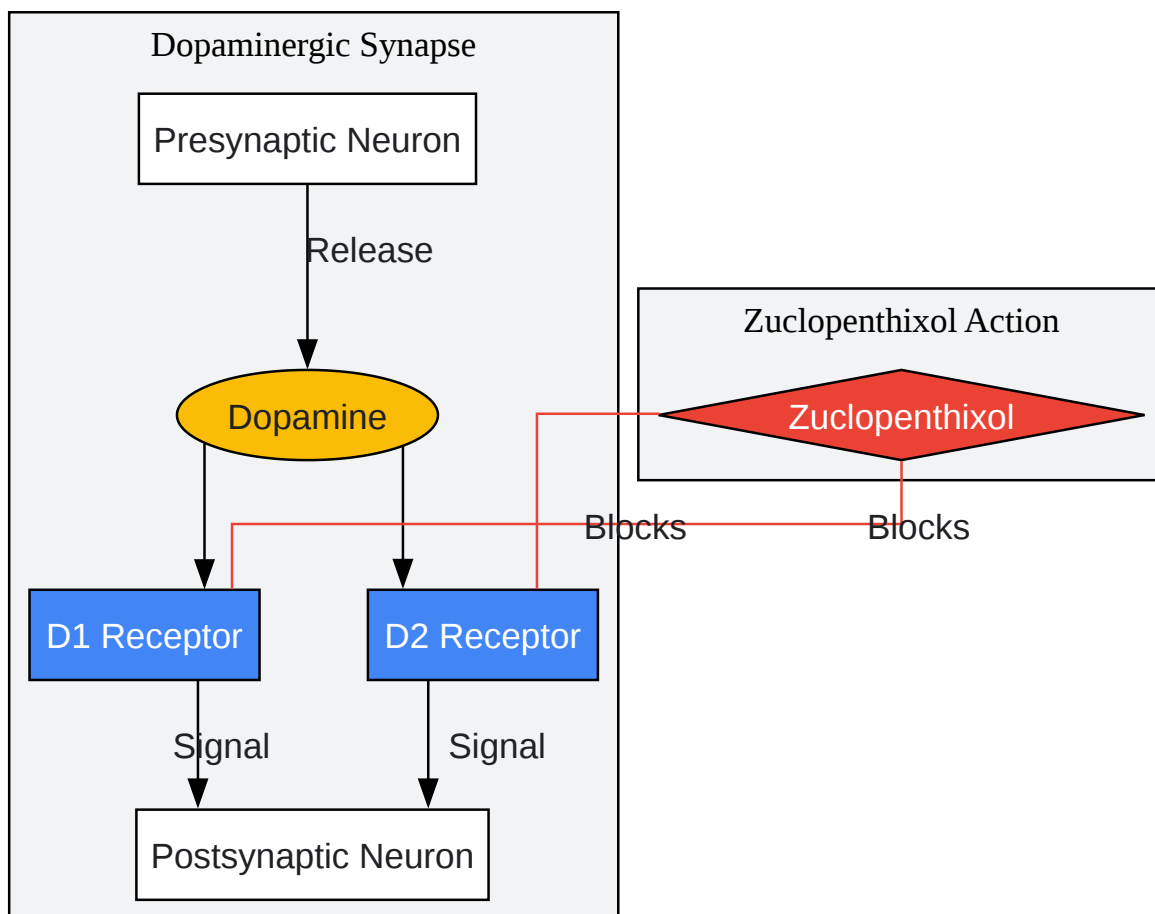 Dopaminergic Synapse
Presynaptic Neuron
Release
Zuclopenthixol Action
Dopamine
Zuclopenthixol
Blocks
Blocks
D1 Receptor
D2 Receptor
Signal
Signal
Postsynaptic Neuron